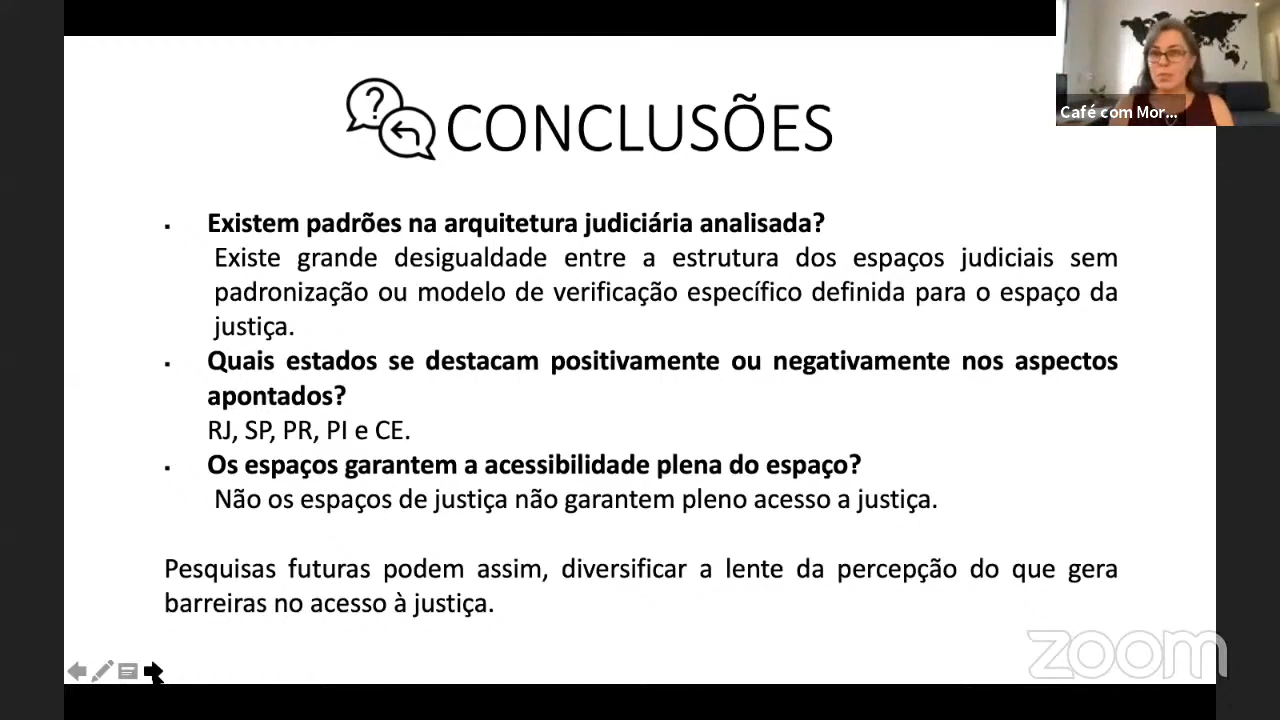 Café com Mor...
? CONCLUSÕES
▪ Existem padrões na arquitetura judiciária analisada?
Existe grande desigualdade entre a estrutura dos espaços judiciais sem
padronização ou modelo de verificação específico definida para o espaço da
justiça.
▪ Quais estados se destacam positivamente ou negativamente nos aspectos
apontados?
RJ, SP, PR, PI e CE.
▪ Os espaços garantem a acessibilidade plena do espaço?
Não os espaços de justiça não garantem pleno acesso a justiça.
Pesquisas futuras podem assim, diversificar a lente da percepção do que gera
barreiras no acesso à justiça.
zoom